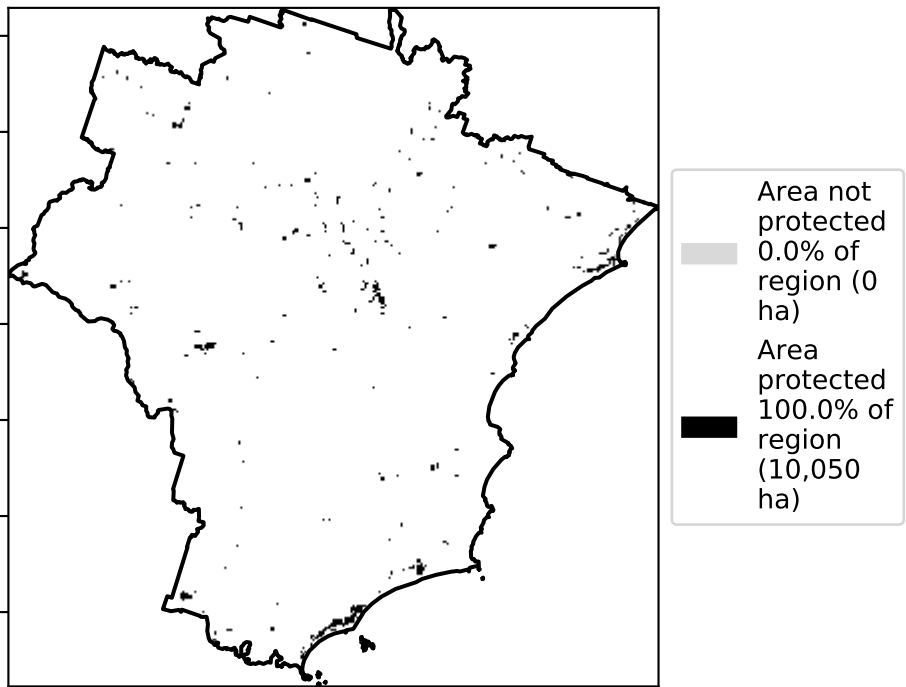 Area not
protected
0.0% of
region (0
ha)
Area
protected
100.0% of
region
(10,050
ha)